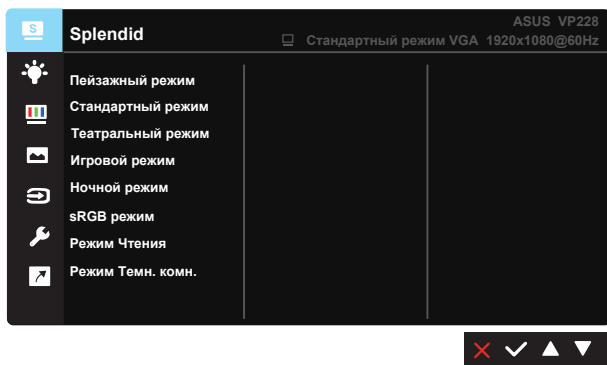 S
Splendid
ASUS VP228
Стандартный режим VGA 1920x1080@60Hz
Пейзажный режим
Стандартный режим
Театральный режим
Игровой режим
Ночной режим
sRGB режим
Режим Чтения
Режим Темн. комн.